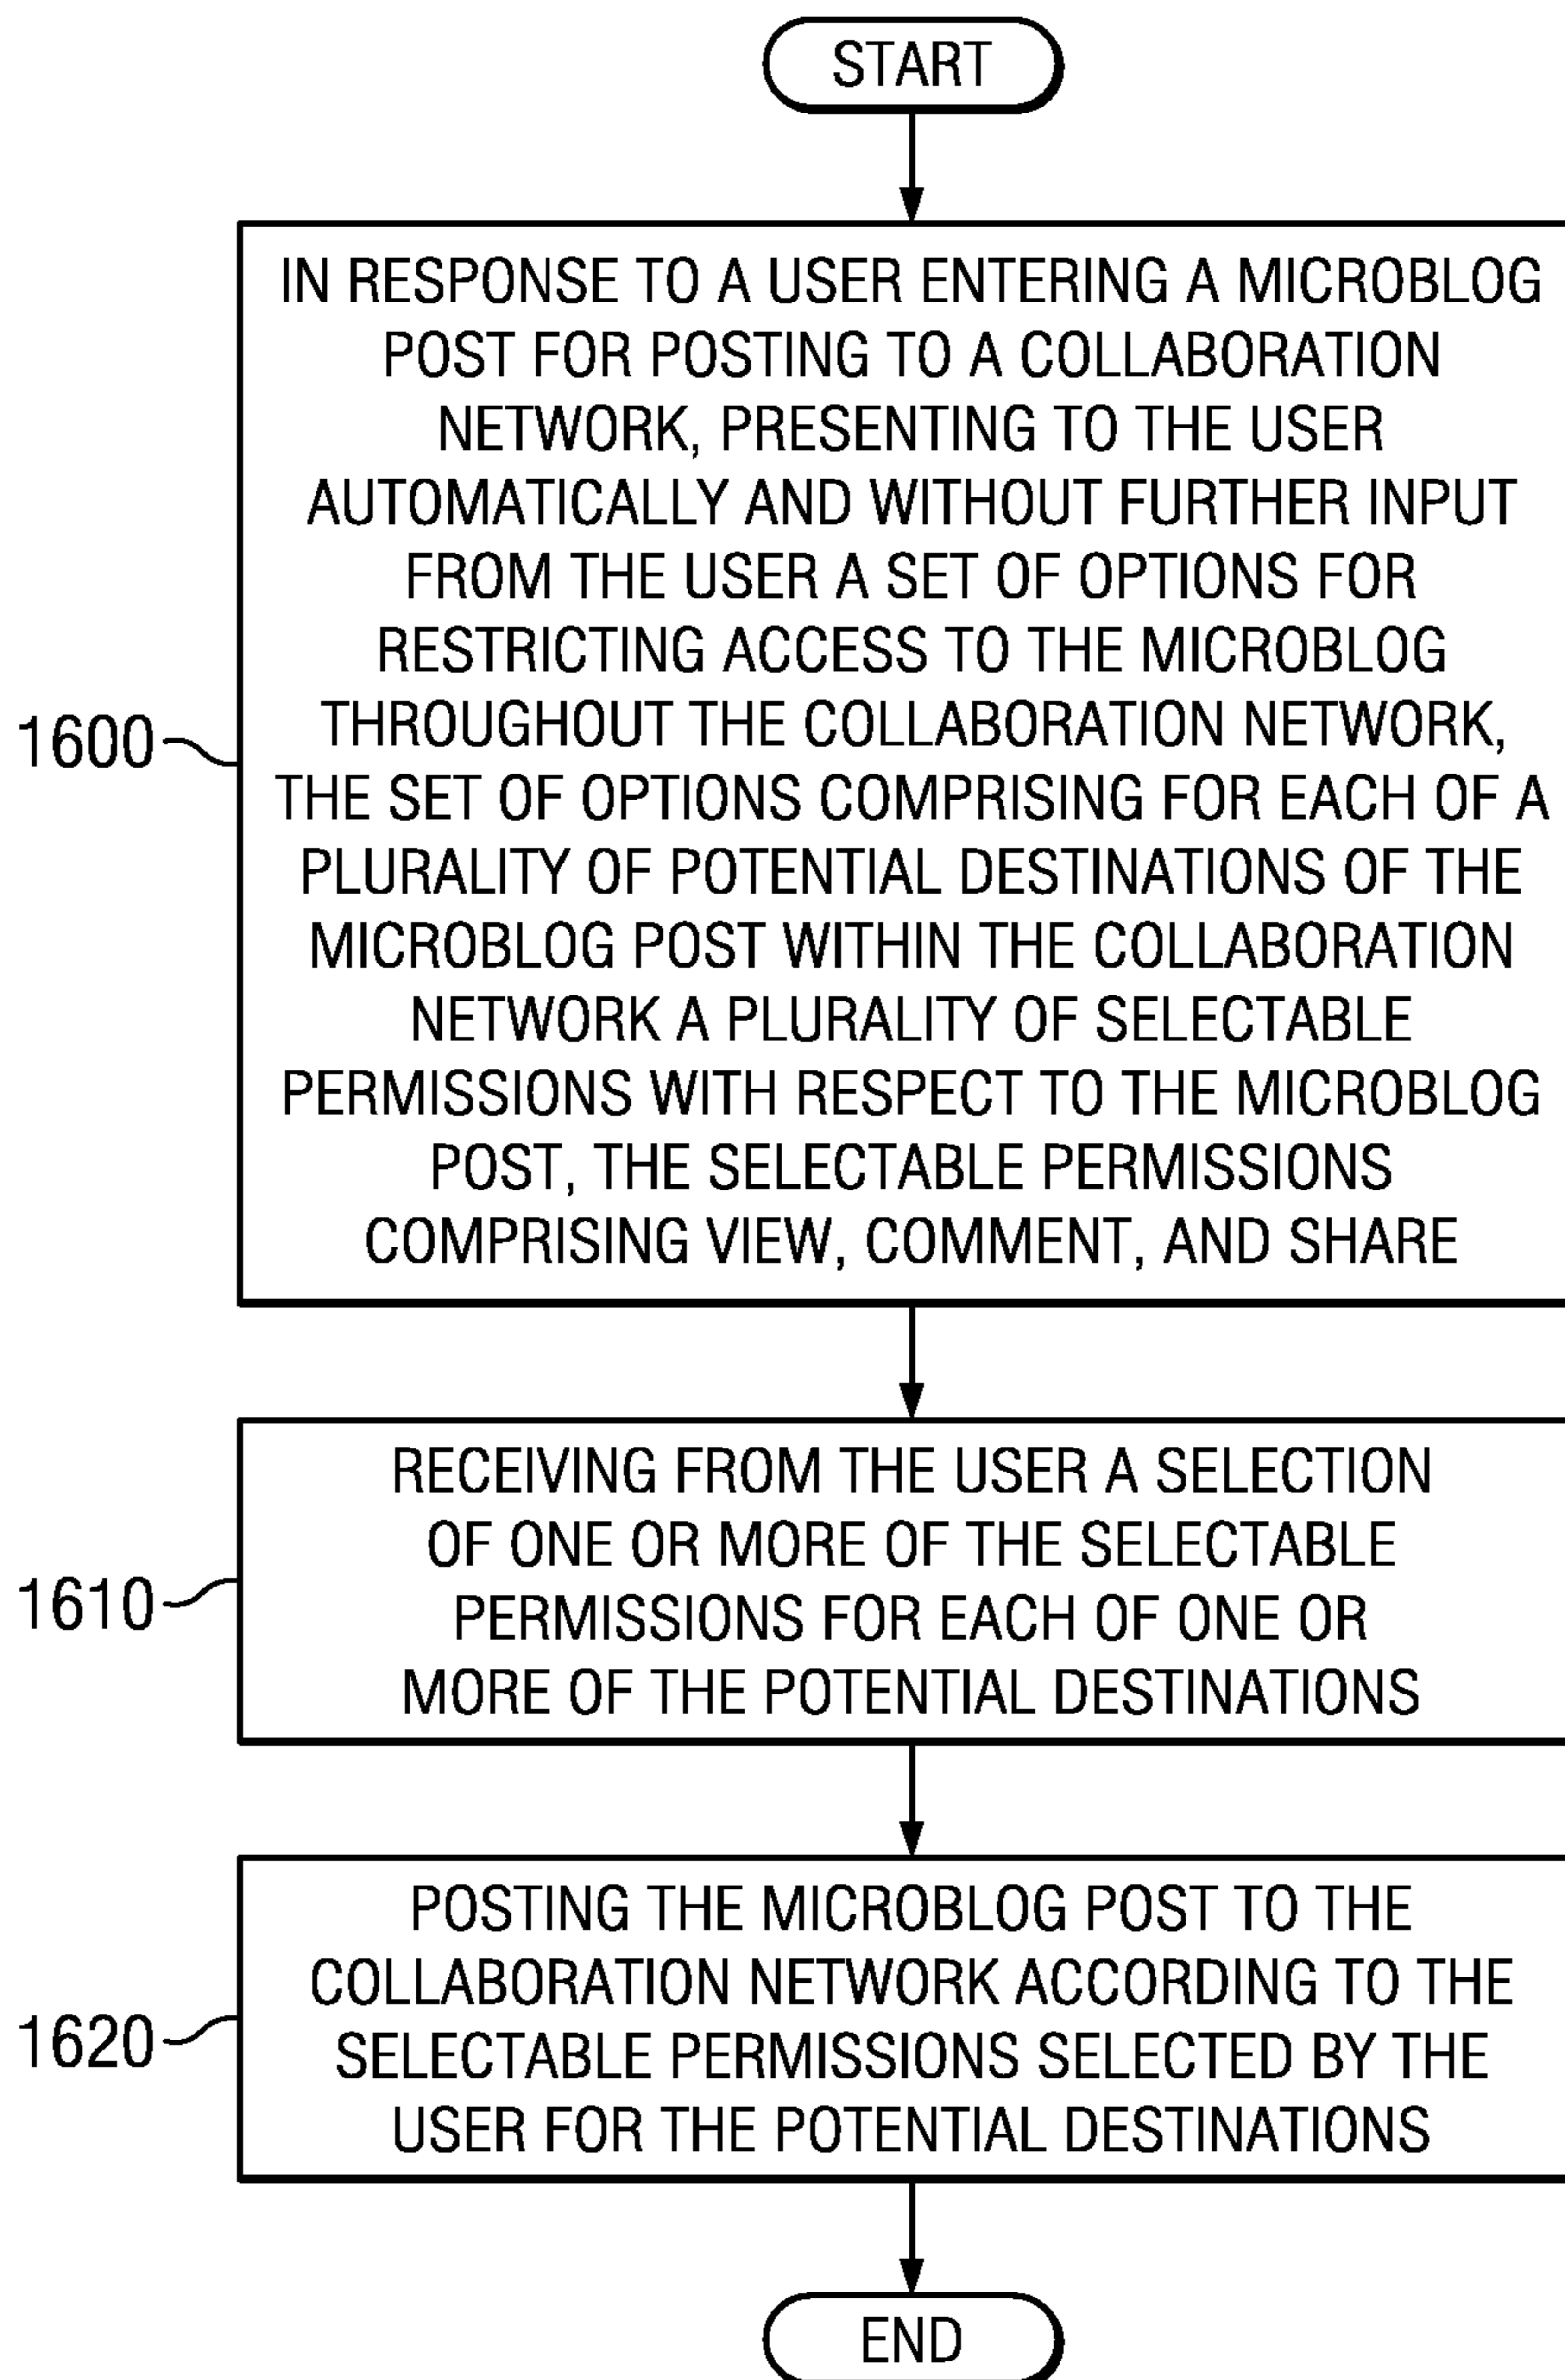 START
IN RESPONSE TO A USER ENTERING A MICROBLOG
POST FOR POSTING TO A COLLABORATION
NETWORK, PRESENTING TO THE USER
AUTOMATICALLY AND WITHOUT FURTHER INPUT
FROM THE USER A SET OF OPTIONS FOR
RESTRICTING ACCESS TO THE MICROBLOG
THROUGHOUT THE COLLABORATION NETWORK,
THE SET OF OPTIONS COMPRISING FOR EACH OF A
PLURALITY OF POTENTIAL DESTINATIONS OF THE
MICROBLOG POST WITHIN THE COLLABORATION
NETWORK A PLURALITY OF SELECTABLE
PERMISSIONS WITH RESPECT TO THE MICROBLOG
POST, THE SELECTABLE PERMISSIONS
COMPRISING VIEW, COMMENT, AND SHARE
1600
RECEIVING FROM THE USER A SELECTION
OF ONE OR MORE OF THE SELECTABLE
PERMISSIONS FOR EACH OF ONE OR
MORE OF THE POTENTIAL DESTINATIONS
1610
POSTING THE MICROBLOG POST TO THE
COLLABORATION NETWORK ACCORDING TO THE
SELECTABLE PERMISSIONS SELECTED BY THE
USER FOR THE POTENTIAL DESTINATIONS
1620
END